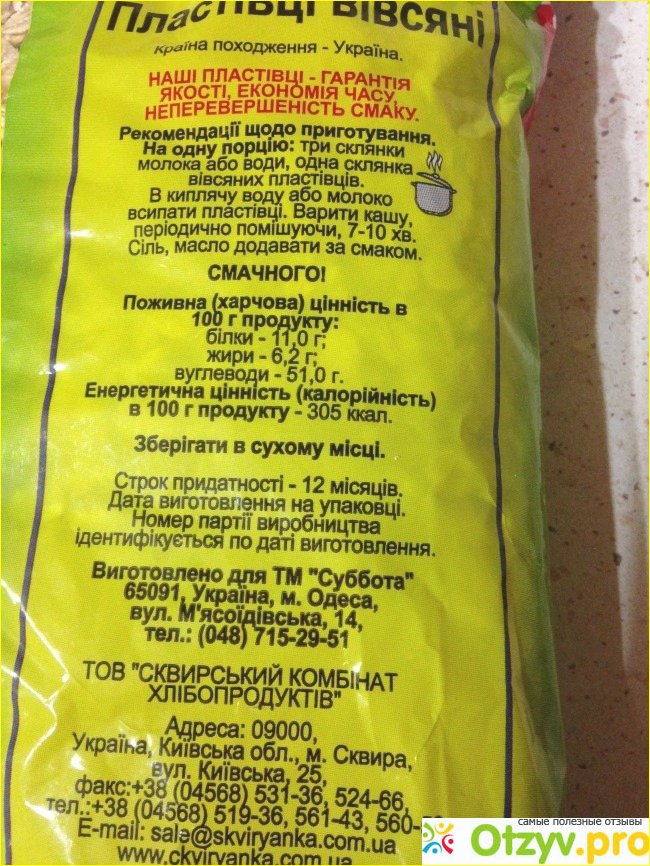 Пластівці вівсяні
Країна походження - Україна.
НАШІ ПЛАСТІВЦІ - ГАРАНТІЯ
ЯКОСТІ, ЕКОНОМІЯ ЧАСУ,
НЕПЕРЕВЕРШЕНІСТЬ СМАКУ.
Рекомендації щодо приготування.
На одну порцію: три склянки
молока або води, одна склянка
вівсяних пластівців.
В киплячу воду або молоко
всипати пластівці. Варити кашу,
періодично помішуючи, 7-10 хв.
Сіль, масло додавати за смаком.
СМАЧНОГО!
Поживна (харчова) цінність в
100 г продукту:
білки - 11,0 г;
жири - 6,2 г;
вуглеводи - 51,0 г.
Енергетична цінність (калорійність)
в 100 г продукту - 305 ккал.
Зберігати в сухому місці.
Строк придатності - 12 місяців.
Дата виготовлення на упаковці.
Номер партії виробництва
ідентифікується по даті виготовлення.
Виготовлено для ТМ "Суббота"
65091, Україна, м. Одеса,
вул. М'ясоїдівська, 14,
тел.: (048) 715-29-51
ТОВ "СКВИРСЬКИЙ КОМБІНАТ
ХЛІБОПРОДУКТІВ"
Адреса: 09000,
Україна, Київська обл., м. Сквира,
вул. Київська, 25,
факс:+38 (04568) 531-36, 524-66,
тел.:+38 (04568) 519-36, 561-43, 560-
E-mail: sale@skviryanka.com.ua
www.ckviryanka.com.ua
самые полезные отзывы
Otzyv.pro